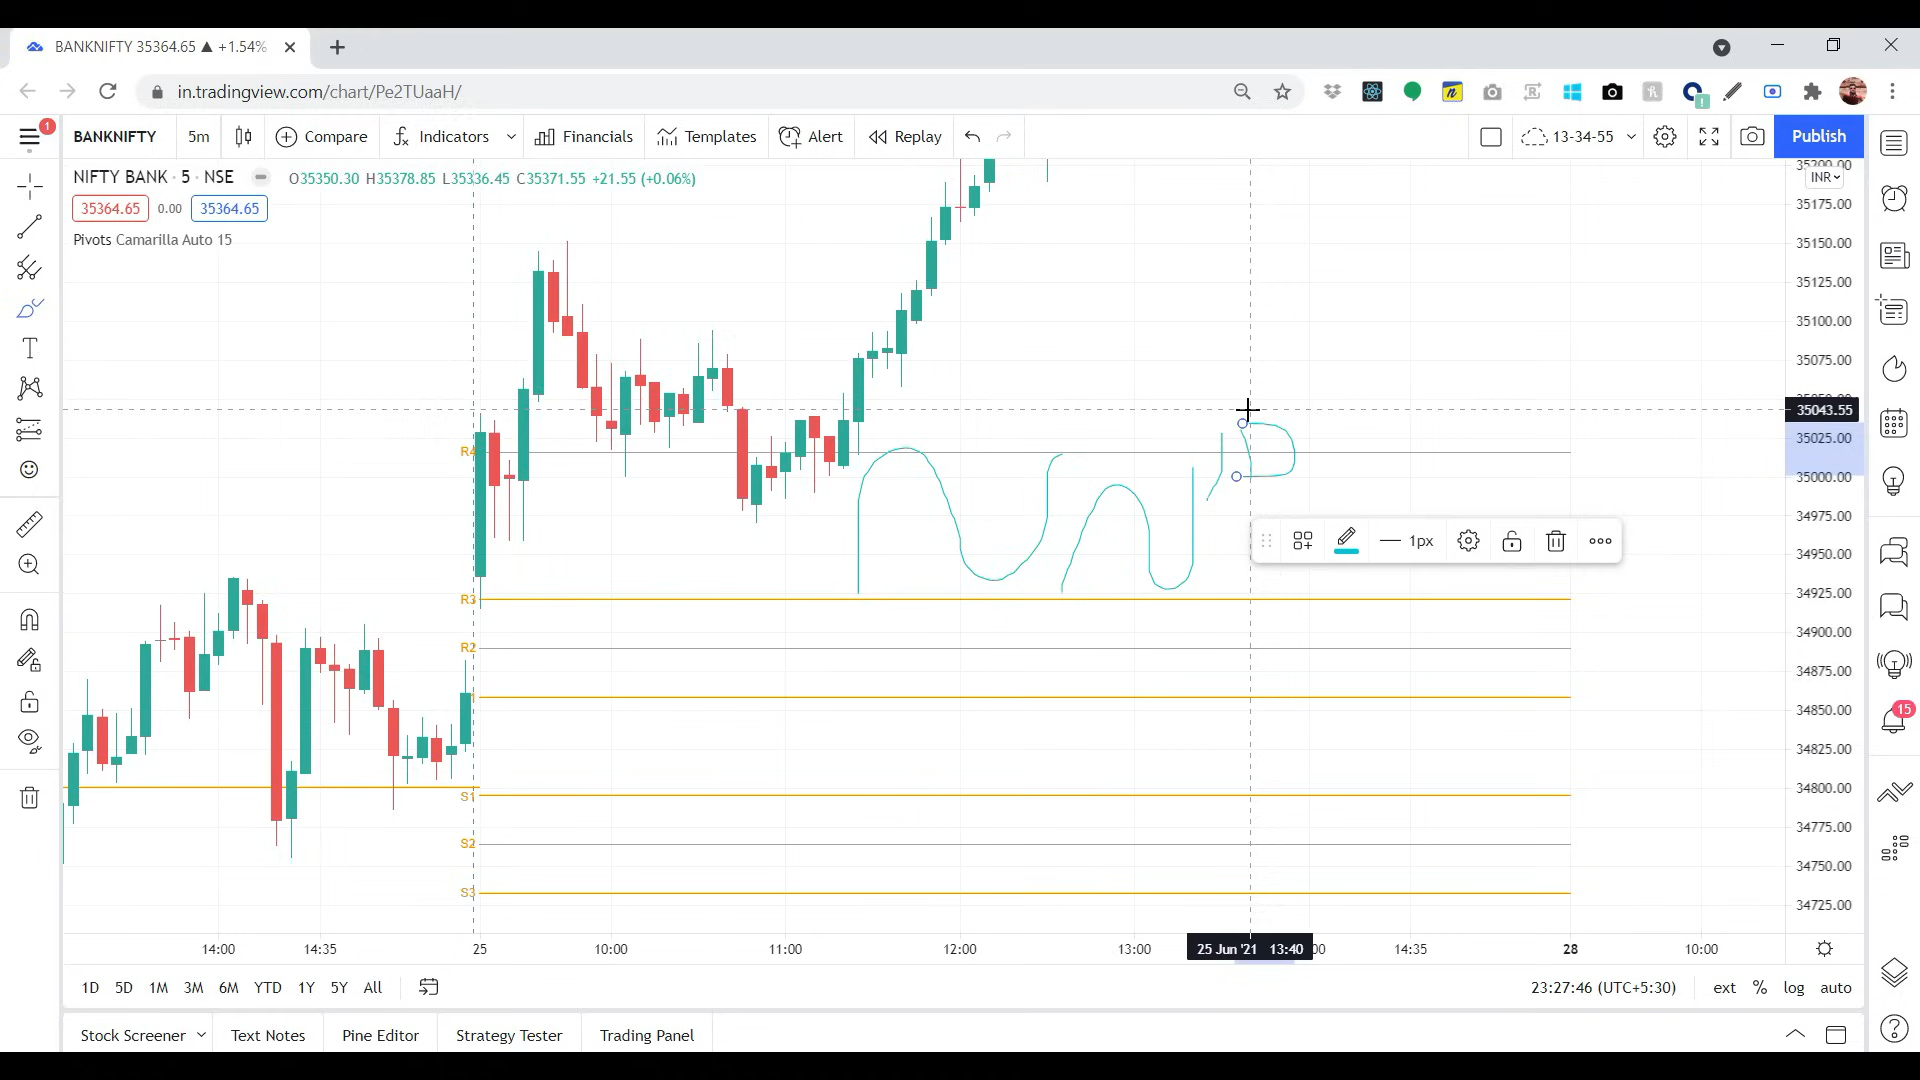 BANKNIFTY 35364.65 ▲ +1.54%
in.tradingview.com/chart/Pe2TUaaH/
1 BANKNIFTY 5m Compare Indicators Financials Templates Alert Replay 13-34-55 Publish
NIFTY BANK · 5 · NSE O35350.30 H35378.85 L35336.45 C35371.55 +21.55 (+0.06%)
INR
35364.65 0.00 35364.65
Pivots Camarilla Auto 15
35200.00
35175.00
35150.00
35125.00
35100.00
35075.00
35043.55
35025.00
35000.00
34975.00
34950.00
34925.00
34900.00
34875.00
34850.00
34825.00
34800.00
34775.00
34750.00
34725.00
R4
R3
R2
S1
S2
S3
1px
15
14:00 14:35 25 10:00 11:00 12:00 13:00 25 Jun '21 13:40 14:35 28 10:00
1D 5D 1M 3M 6M YTD 1Y 5Y All 23:27:46 (UTC+5:30) ext % log auto
Stock Screener Text Notes Pine Editor Strategy Tester Trading Panel